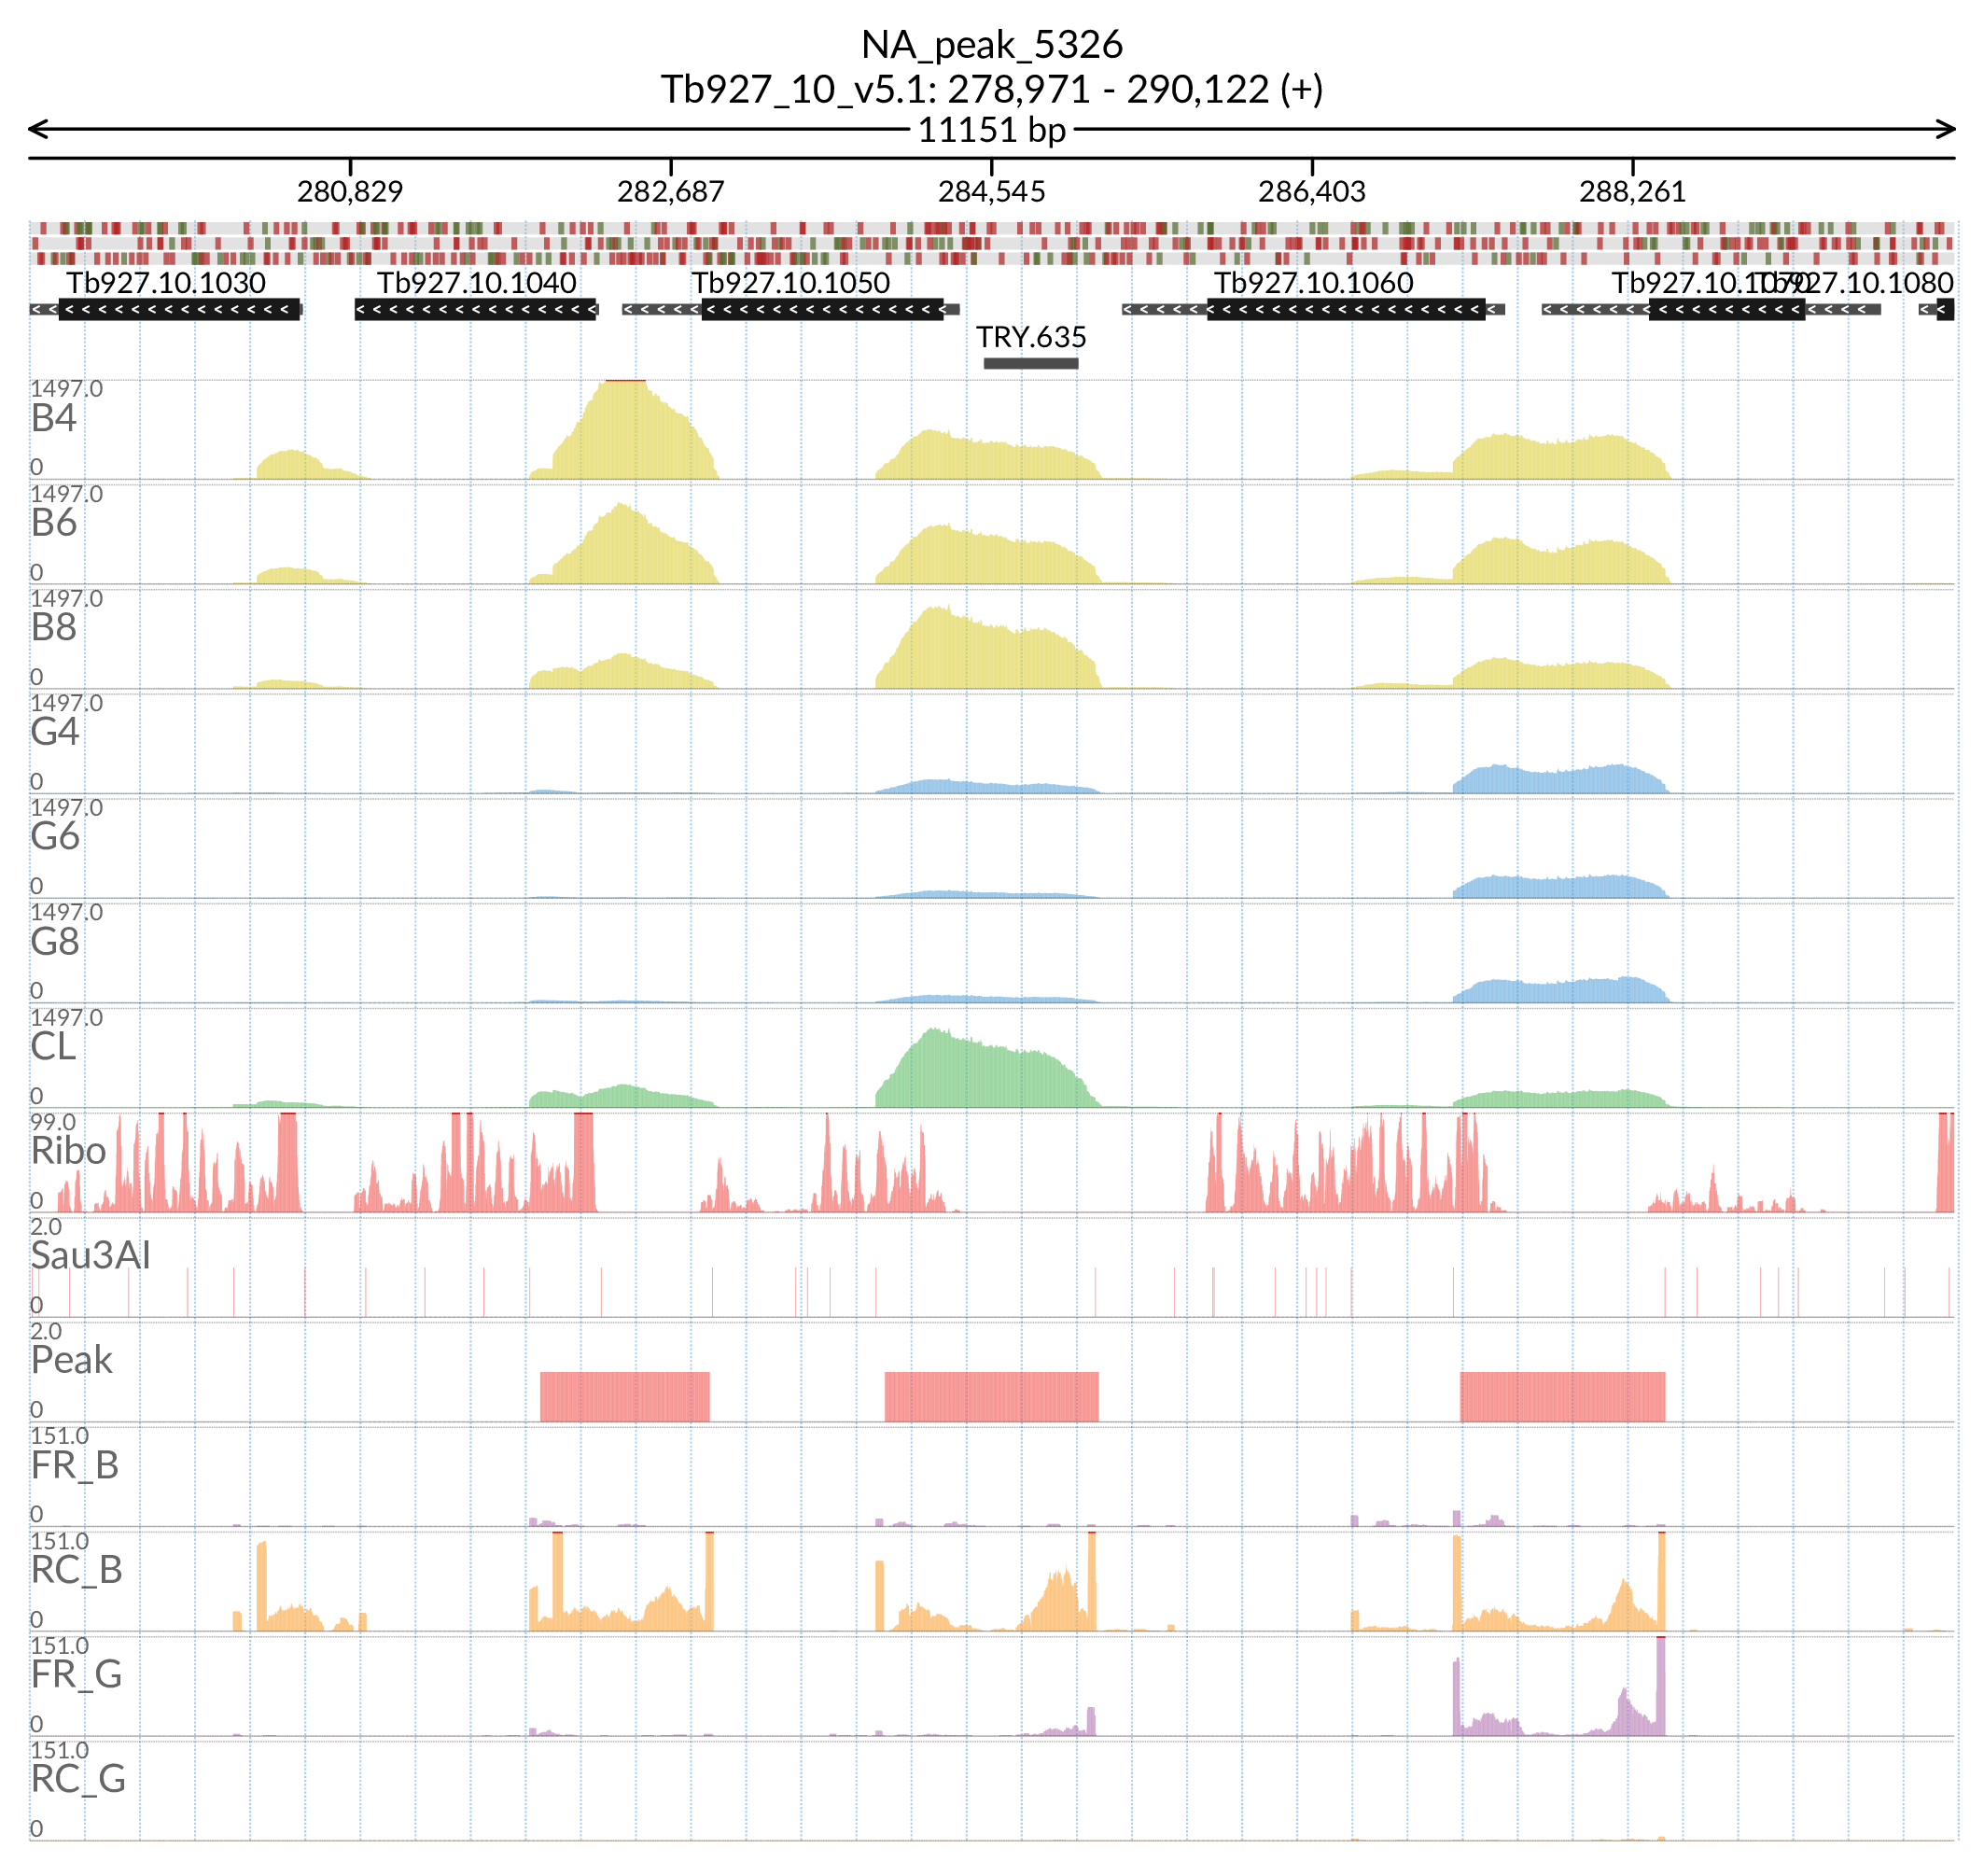 NA_peak_5326
Tb927_10_v5.1: 278,971 - 290,122 (+)
11151 bp
280,829 282,687 284,545 286,403 288,261
Tb927.10.1030 Tb927.10.1040 Tb927.10.1050 Tb927.10.1060 Tb927.10.1070 Tb927.10.1080
TRY.635
1497.0
B4
0
1497.0
B6
0
1497.0
B8
0
1497.0
G4
0
1497.0
G6
0
1497.0
G8
0
1497.0
CL
0
99.0
Ribo
0
2.0
Sau3AI
0
2.0
Peak
0
151.0
FR_B
0
151.0
RC_B
0
151.0
FR_G
0
151.0
RC_G
0